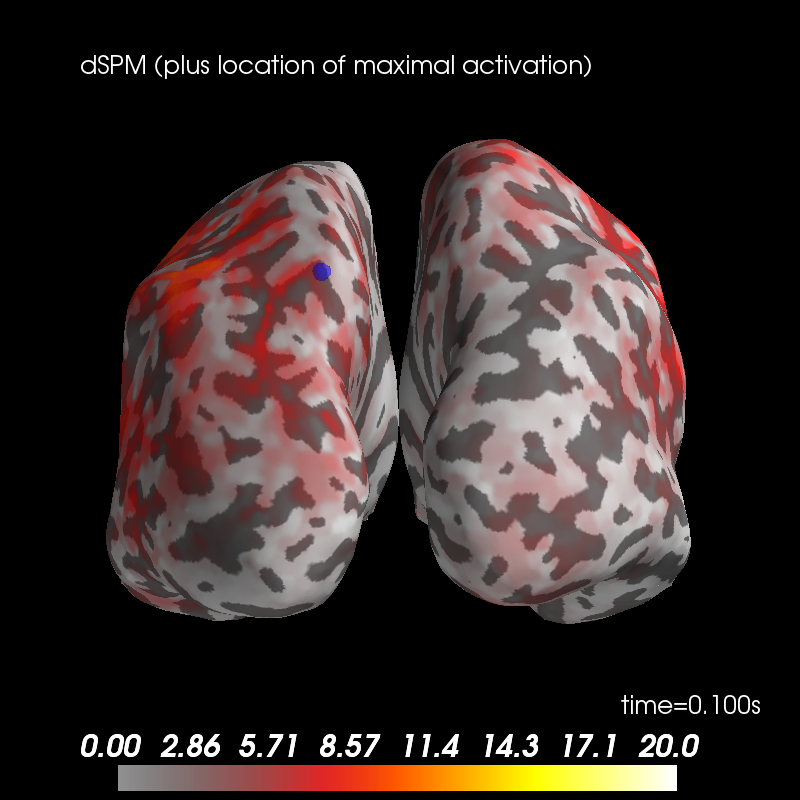 dSPM (plus location of maximal activation)
time=0.100s
0.00 2.86 5.71 8.57 11.4 14.3 17.1 20.0